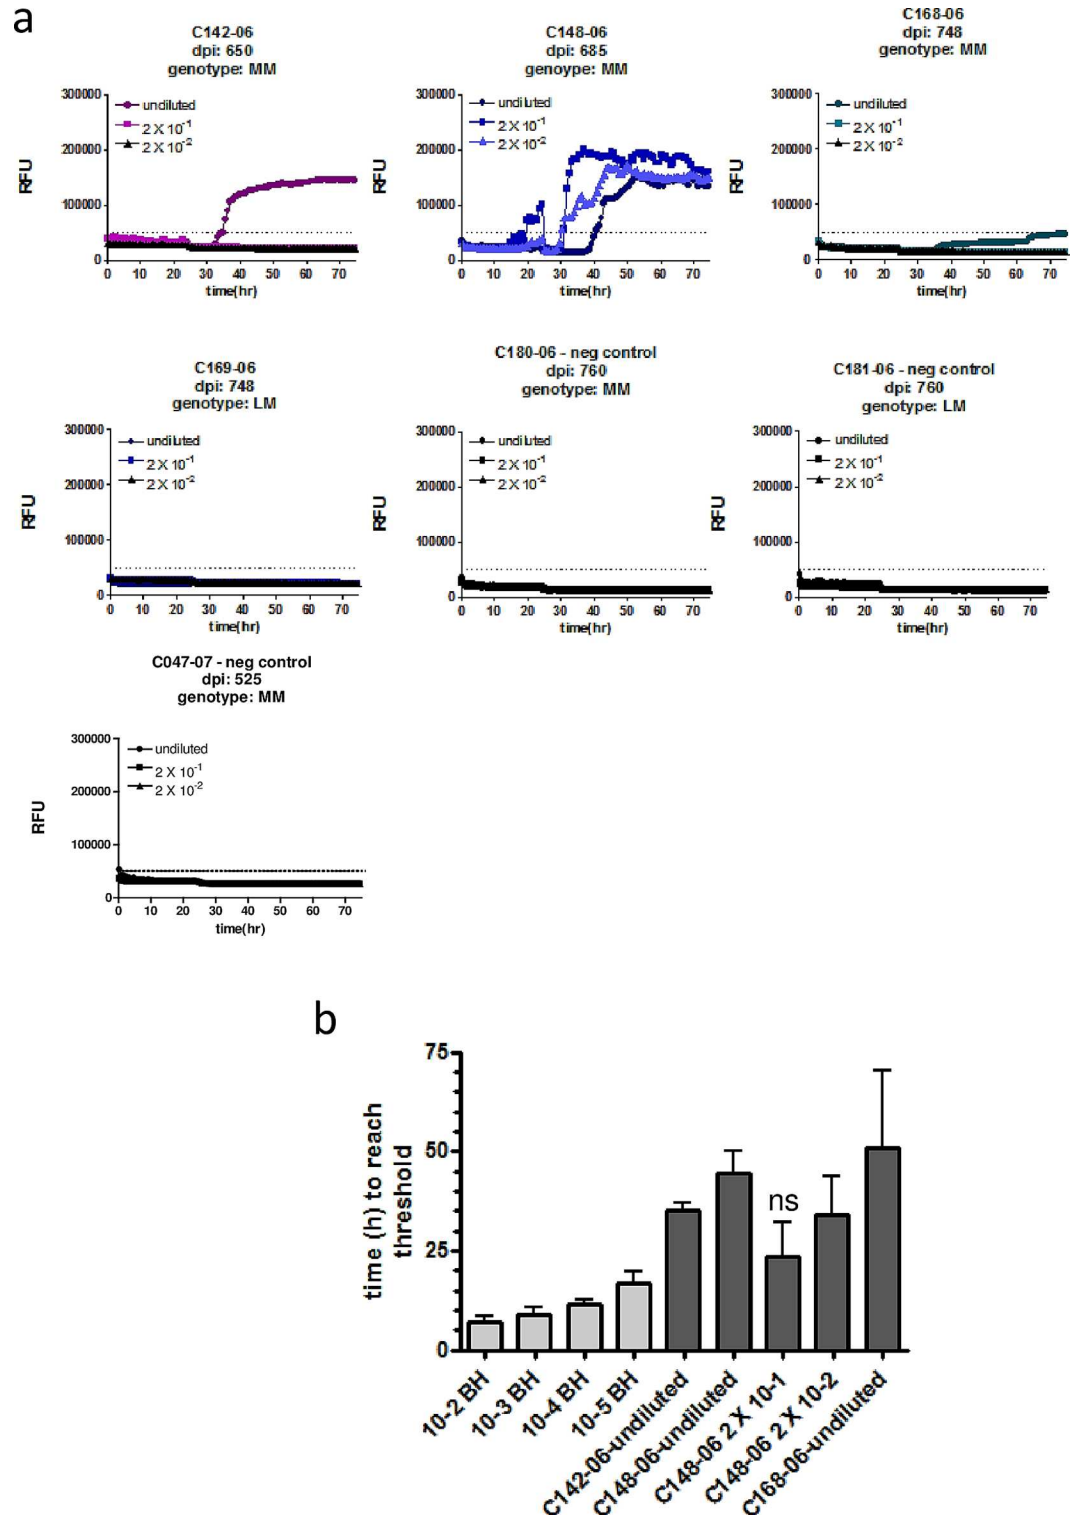 a
C142-06
dpi: 650
genotype: MM
RFU
300000
200000
100000
0
undiluted
2 X 10-1
2 X 10-2
0 10 20 30 40 50 60 70
time(hr)
C148-06
dpi: 685
genoype: MM
RFU
300000
200000
100000
0
undiluted
2 X 10-1
2 X 10-2
0 10 20 30 40 50 60 70
time(hr)
C168-06
dpi: 748
genotype: MM
RFU
300000
200000
100000
0
undiluted
2 X 10-1
2 X 10-2
0 10 20 30 40 50 60 70
time(hr)
C169-06
dpi: 748
genotype: LM
RFU
300000
200000
100000
0
undiluted
2 X 10-1
2 X 10-2
0 10 20 30 40 50 60 70
time(hr)
C180-06 - neg control
dpi: 760
genotype: MM
RFU
300000
200000
100000
0
undiluted
2 X 10-1
2 X 10-2
0 10 20 30 40 50 60 70
time(hr)
C181-06 - neg control
dpi: 760
genotype: LM
RFU
300000
200000
100000
0
undiluted
2 X 10-1
2 X 10-2
0 10 20 30 40 50 60 70
time(hr)
C047-07 - neg control
dpi: 525
genotype: MM
RFU
300000
200000
100000
0
undiluted
2 X 10-1
2 X 10-2
0 10 20 30 40 50 60 70
time(hr)
b
time (h) to reach
threshold
75
50
25
0
ns
10-2 BH
10-3 BH
10-4 BH
10-5 BH
C142-06-undiluted
C148-06-undiluted
C148-06 2 X 10-1
C148-06 2 X 10-2
C168-06-undiluted